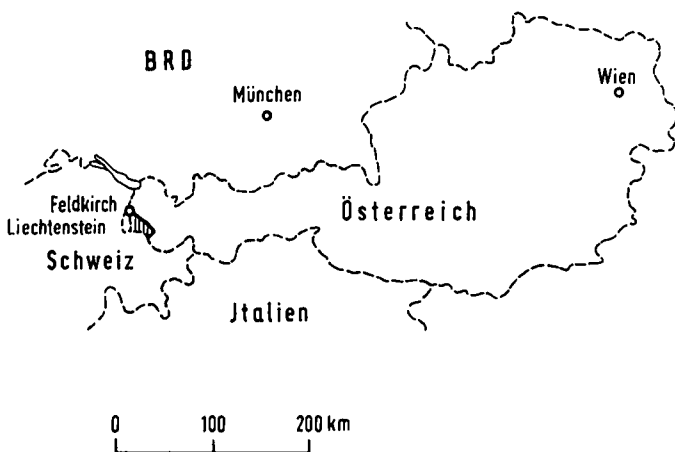 BRD
München
Wien
Feldkirch
Liechtenstein
Österreich
Schweiz
Jtalien
0 100 200 km